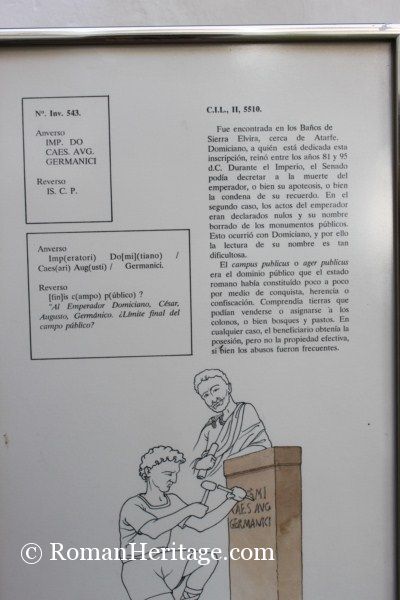 Nº. Inv. 543.
Anverso
IMP. DO
CAES. AVG.
GERMANICI
Reverso
IS. C. P.
Anverso
Imp(eratori) Do[mi](tiano) /
Caes(ari) Aug(usti) / Germanici.
Reverso
[fin]is c(ampo) p(úblico) ?
"Al Emperador Domiciano, César,
Augusto, Germánico. ¿Límite final del
campo público?
C.I.L., II, 5510.
Fue encontrada en los Baños de
Sierra Elvira, cerca de Atarfe.
Domiciano, a quién está dedicada esta
inscripción, reinó entre los años 81 y 95
d.C. Durante el Imperio, el Senado
podía decretar a la muerte del
emperador, o bien su apoteosis, o bien
la condena de su recuerdo. En el
segundo caso, los actos del emperador
eran declarados nulos y su nombre
borrado de los monumentos públicos.
Esto ocurrió con Domiciano, y por ello
la lectura de su nombre es tan
dificultosa.
El campus publicus o ager publicus
era el dominio público que el estado
romano había constituido poco a poco
por medio de conquista, herencia o
confiscación. Comprendía tierras que
podían venderse o asignarse a los
colonos, o bien bosques y pastos. En
cualquier caso, el beneficiario obtenía la
posesión, pero no la propiedad efectiva,
si bien los abusos fueron frecuentes.
CAES AVG
GERMANICI
© RomanHeritage.com